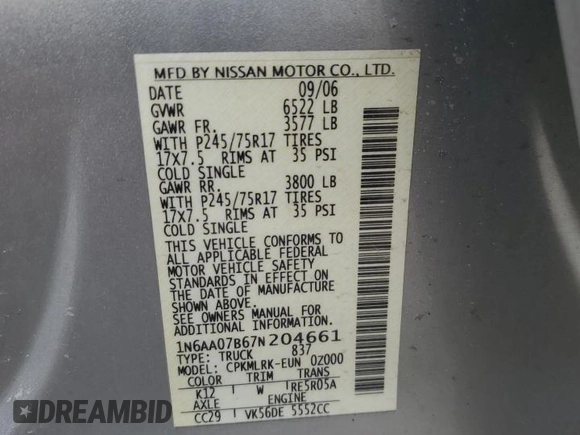 MFD BY NISSAN MOTOR CO., LTD.
DATE 09/06
GVWR 6522 LB
GAWR FR. 3577 LB
WITH P245/75R17 TIRES
17X7.5 RIMS AT 35 PSI
COLD SINGLE
GAWR RR. 3800 LB
WITH P245/75R17 TIRES
17X7.5 RIMS AT 35 PSI
COLD SINGLE
THIS VEHICLE CONFORMS TO
ALL APPLICABLE FEDERAL
MOTOR VEHICLE SAFETY
STANDARDS IN EFFECT ON
THE DATE OF MANUFACTURE
SHOWN ABOVE.
SEE OWNERS MANUAL FOR
ADDITIONAL INFORMATION.
1N6AA07B67N204661
TYPE: TRUCK 837
MODEL: CPKMLRK-EUN 0Z000
COLOR TRIM TRANS
K12 W RE5R05A
AXLE ENGINE
CC29 VK56DE 5552CC
DREAMBID